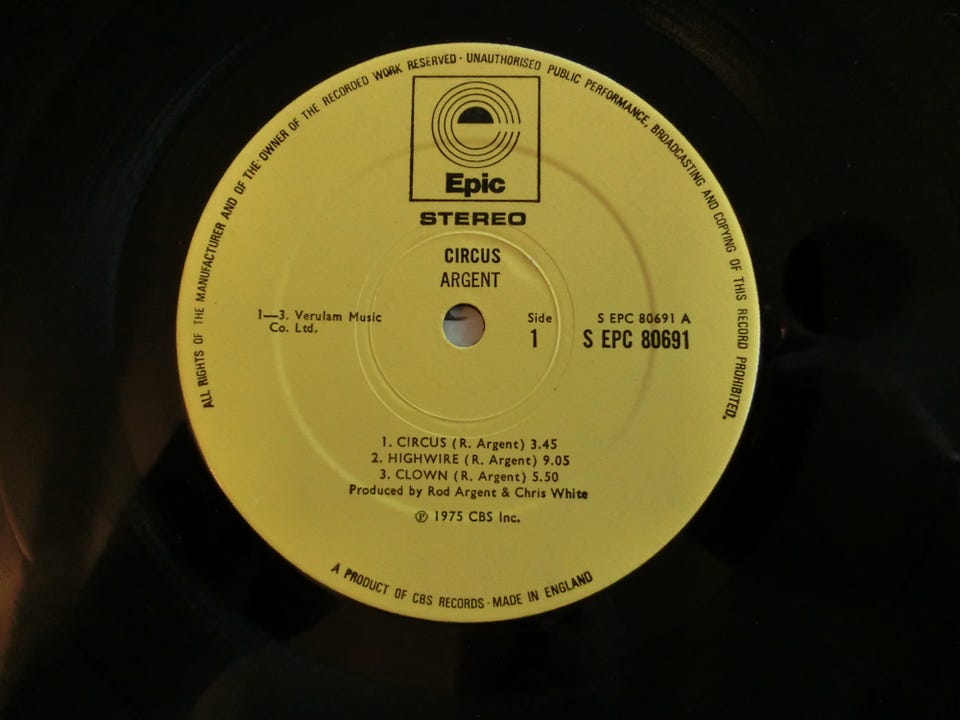 ALL RIGHTS OF THE MANUFACTURER AND OF THE OWNER OF THE RECORDED WORK RESERVED · UNAUTHORISED PUBLIC PERFORMANCE, BROADCASTING AND COPYING OF THIS RECORD PROHIBITED.
Epic
STEREO
CIRCUS
ARGENT
1—3. Verulam Music
Co. Ltd.
Side
1
S EPC 80691 A
S EPC 80691
1. CIRCUS (R. Argent) 3.45
2. HIGHWIRE (R. Argent) 9.05
3. CLOWN (R. Argent) 5.50
Produced by Rod Argent & Chris White
℗ 1975 CBS Inc.
A PRODUCT OF CBS RECORDS · MADE IN ENGLAND